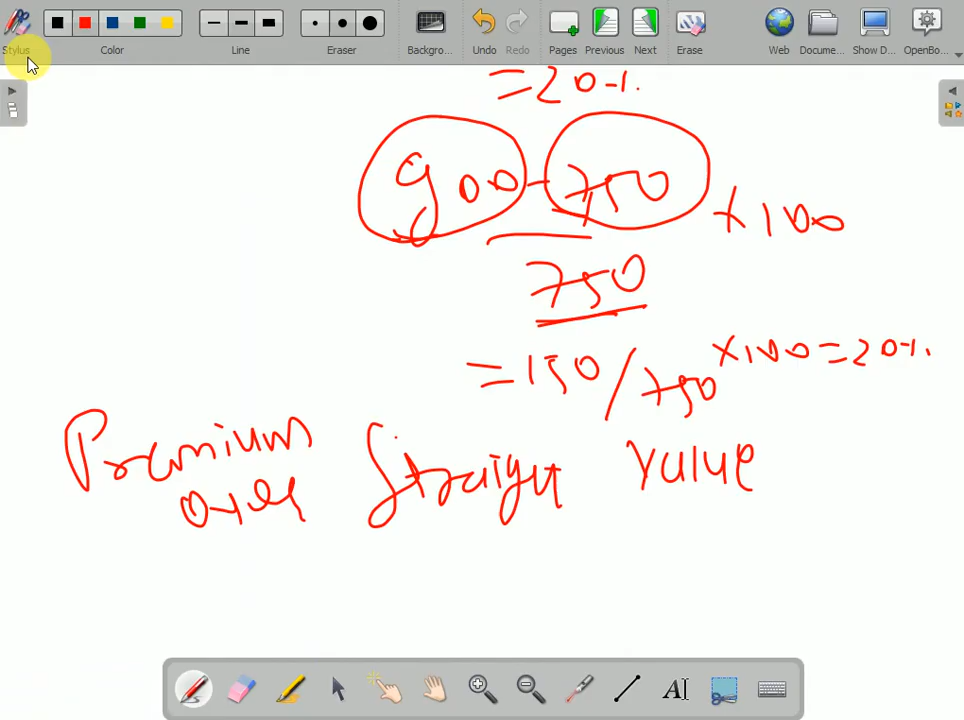 Stylus Color Line Eraser Backgro... Undo Redo Pages Previous Next Erase Web Docume... Show D... OpenBo...
=20%
900-750
×100
750
=150/750×100=20%
Premium Straight Value
over